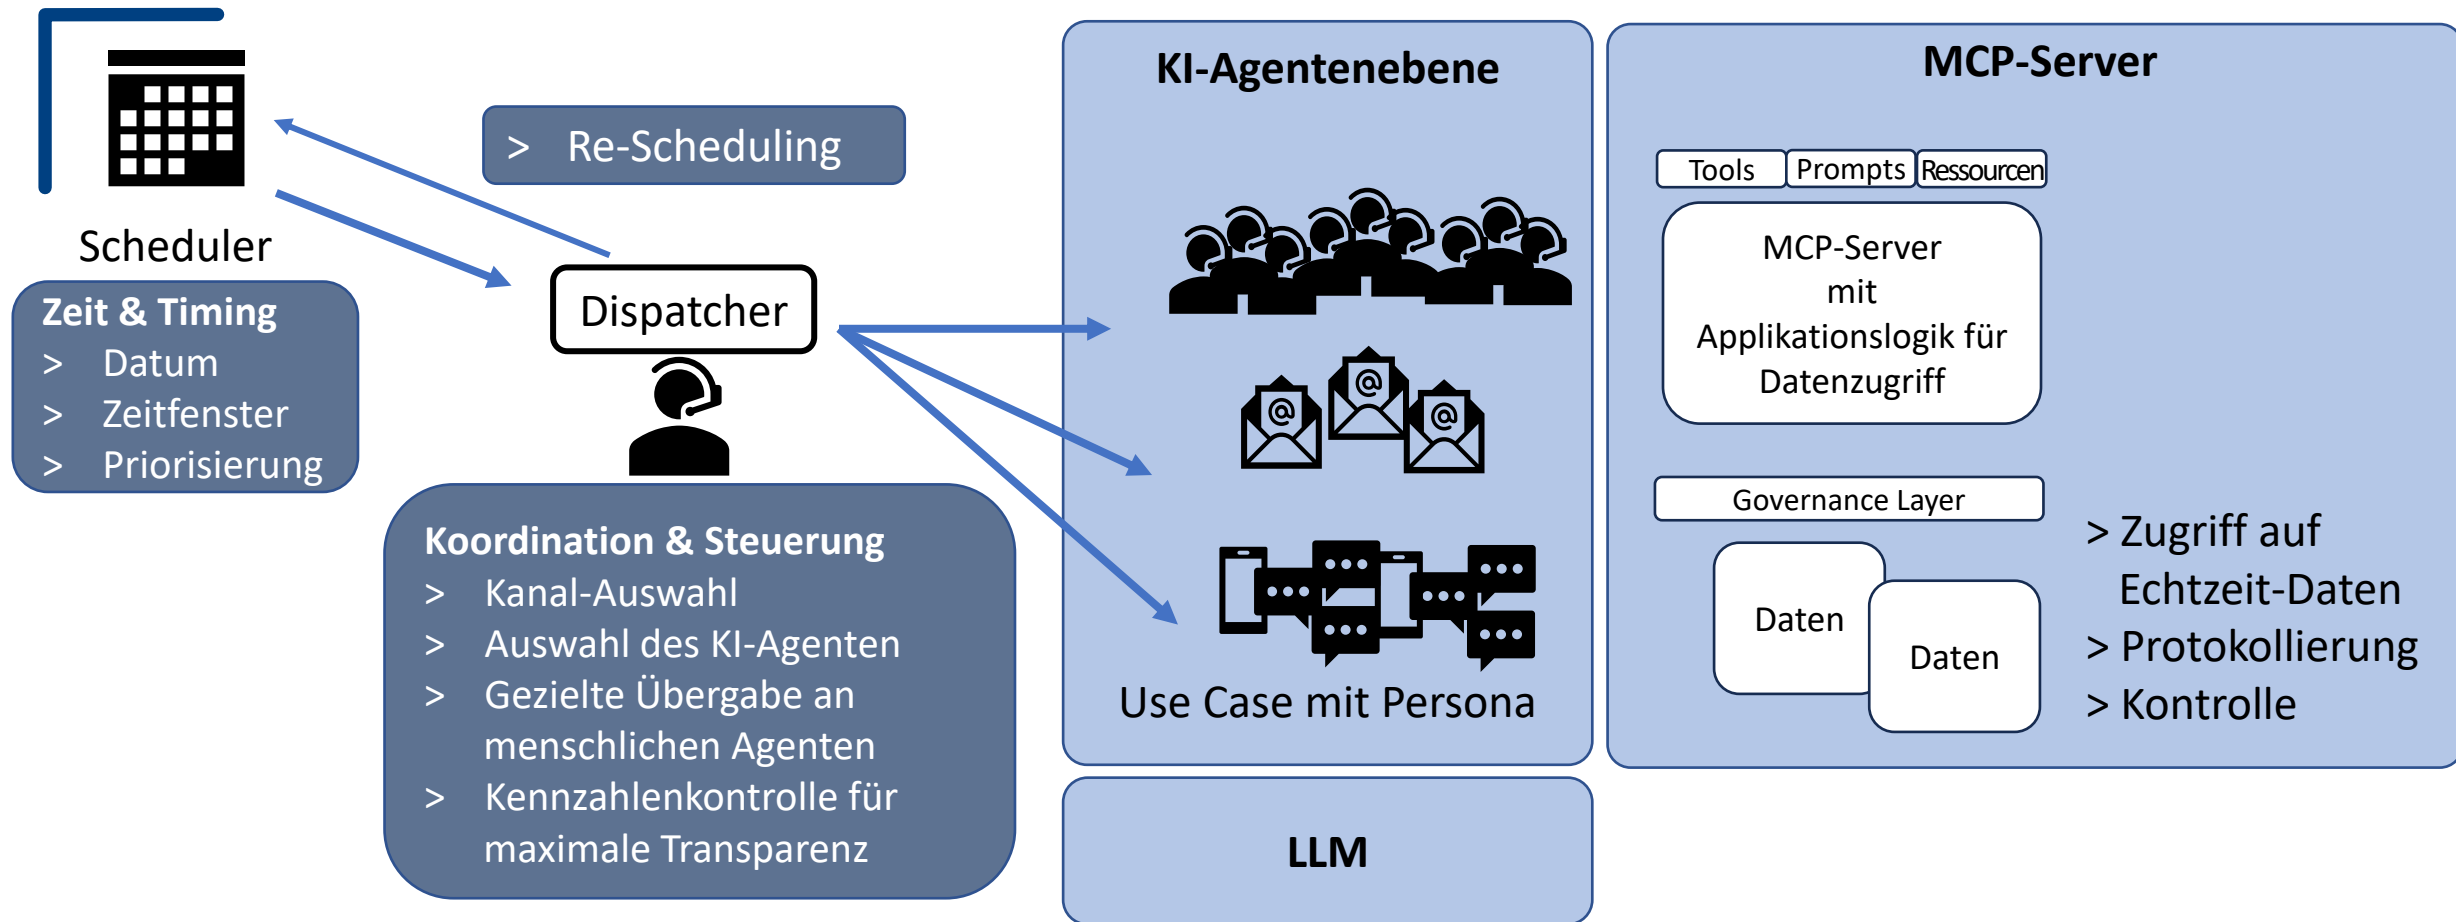 Scheduler
Zeit & Timing
> Datum
> Zeitfenster
> Priorisierung
> Re-Scheduling
Dispatcher
Koordination & Steuerung
> Kanal-Auswahl
> Auswahl des KI-Agenten
> Gezielte Übergabe an
menschlichen Agenten
> Kennzahlenkontrolle für
maximale Transparenz
KI-Agentenebene
@
@
@
Use Case mit Persona
LLM
MCP-Server
Tools
Prompts
Ressourcen
MCP-Server
mit
Applikationslogik für
Datenzugriff
Governance Layer
Daten
Daten
> Zugriff auf
Echtzeit-Daten
> Protokollierung
> Kontrolle